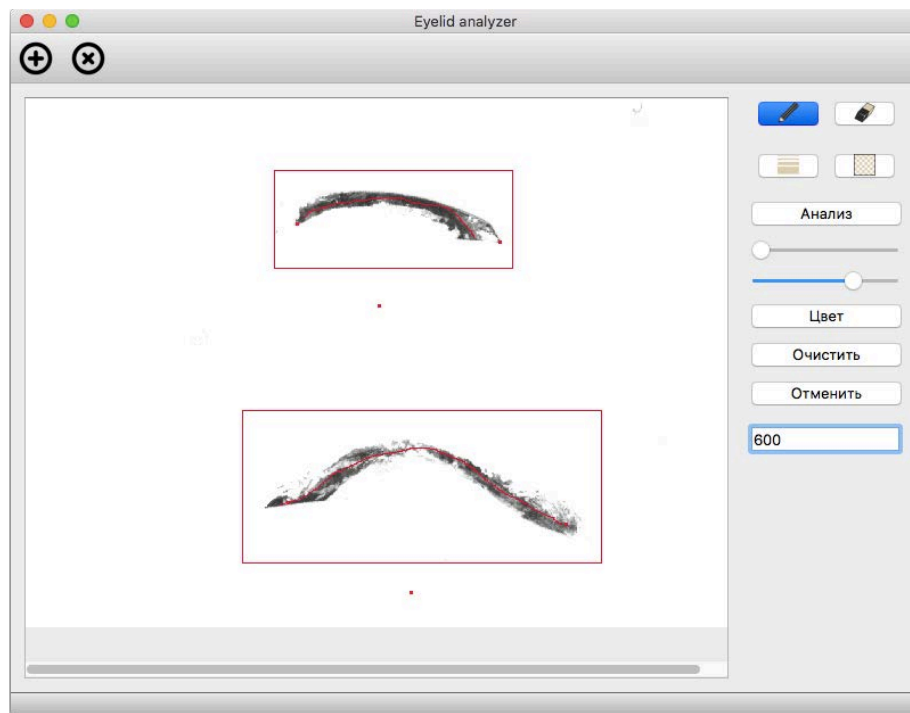 Eyelid analyzer
Анализ
Цвет
Очистить
Отменить
600